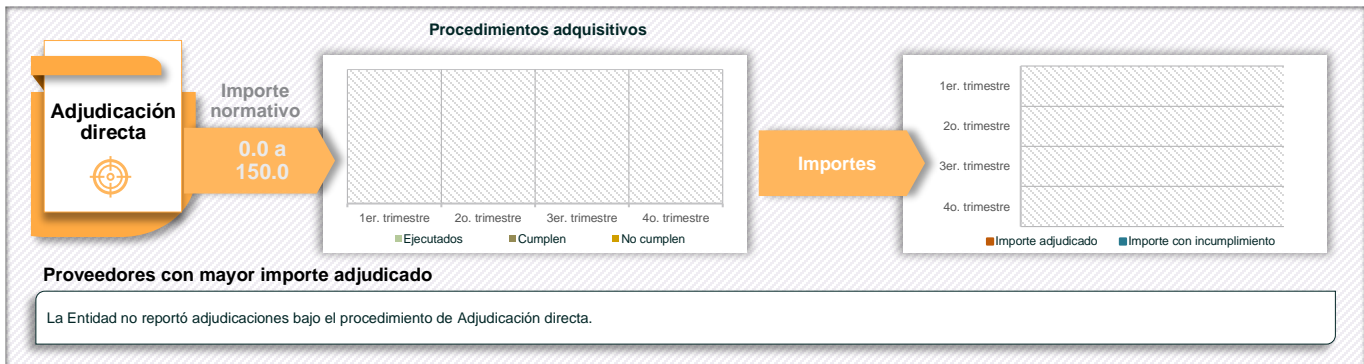 Procedimientos adquisitivos
Adjudicación
directa
Importe
normativo
0.0 a
150.0
1er. trimestre
2o. trimestre
3er. trimestre
4o. trimestre
Ejecutados
Cumplen
No cumplen
Importes
1er. trimestre
2o. trimestre
3er. trimestre
4o. trimestre
Importe adjudicado
Importe con incumplimiento
Proveedores con mayor importe adjudicado
La Entidad no reportó adjudicaciones bajo el procedimiento de Adjudicación directa.